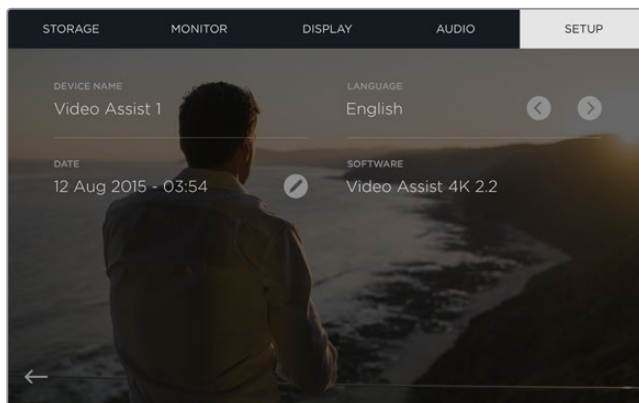 STORAGE MONITOR DISPLAY AUDIO SETUP
DEVICE NAME LANGUAGE
Video Assist 1 English
DATE SOFTWARE
12 Aug 2015 - 03:54 Video Assist 4K 2.2